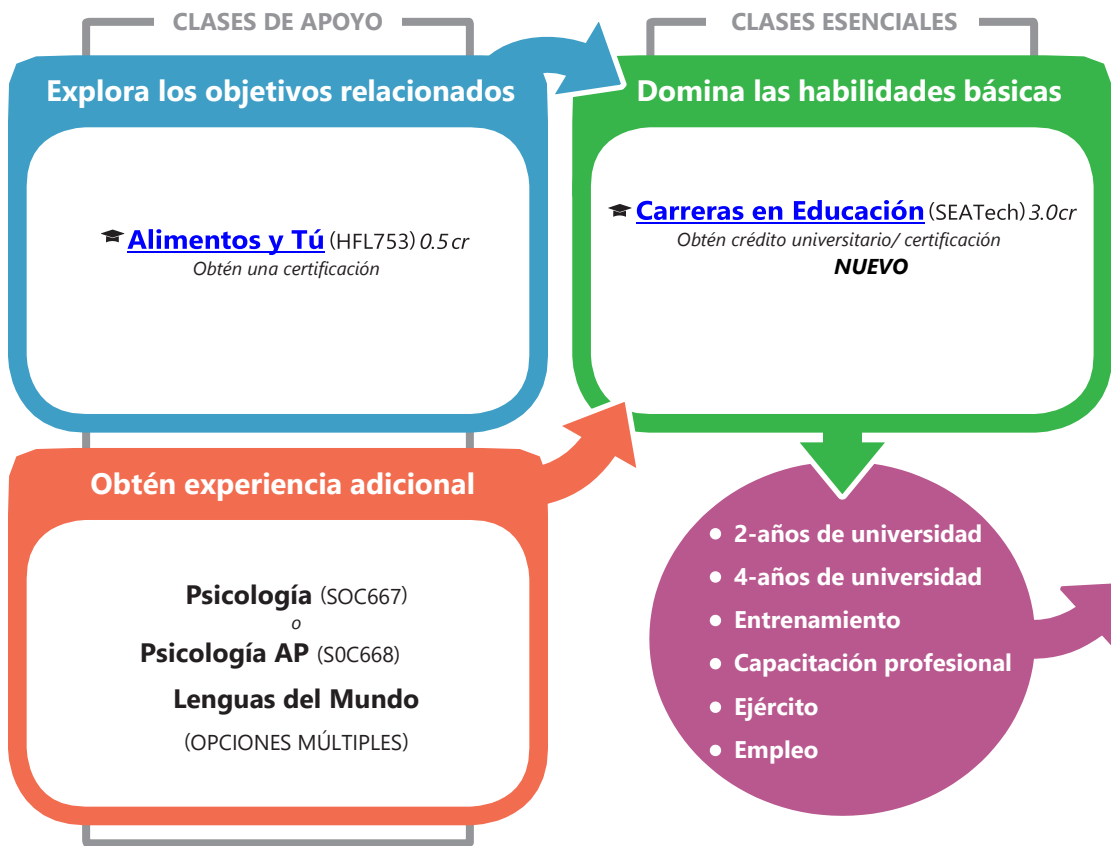 CLASES DE APOYO
Explora los objetivos relacionados
Alimentos y Tú (HFL753) 0.5cr
Obtén una certificación
Obtén experiencia adicional
Psicología (SOC667)
o
Psicología AP (S0C668)
Lenguas del Mundo
(OPCIONES MÚLTIPLES)
CLASES ESENCIALES
Domina las habilidades básicas
Carreras en Educación (SEATech) 3.0cr
Obtén crédito universitario/ certificación
NUEVO
• 2-años de universidad
• 4-años de universidad
• Entrenamiento
• Capacitación profesional
• Ejército
• Empleo